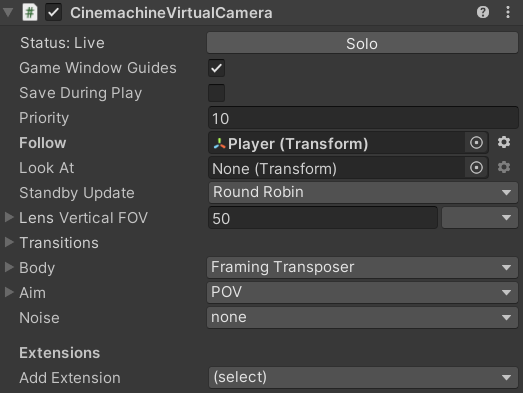 CinemachineVirtualCamera
Status: Live Solo
Game Window Guides
Save During Play
Priority 10
Follow Player (Transform)
Look At None (Transform)
Standby Update Round Robin
Lens Vertical FOV 50
Transitions
Body Framing Transposer
Aim POV
Noise none
Extensions
Add Extension (select)